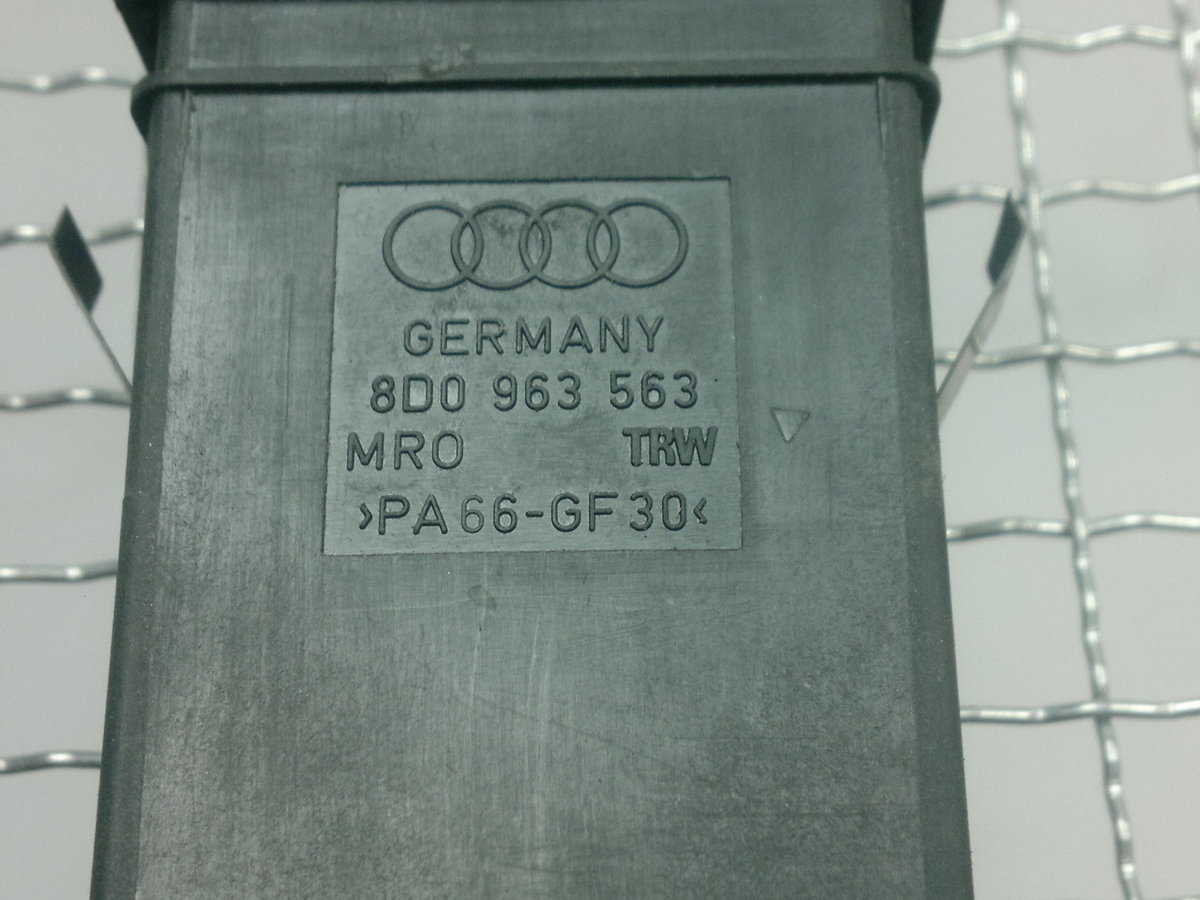 GERMANY
8D0 963 563
MRO TRW
>PA66-GF30<